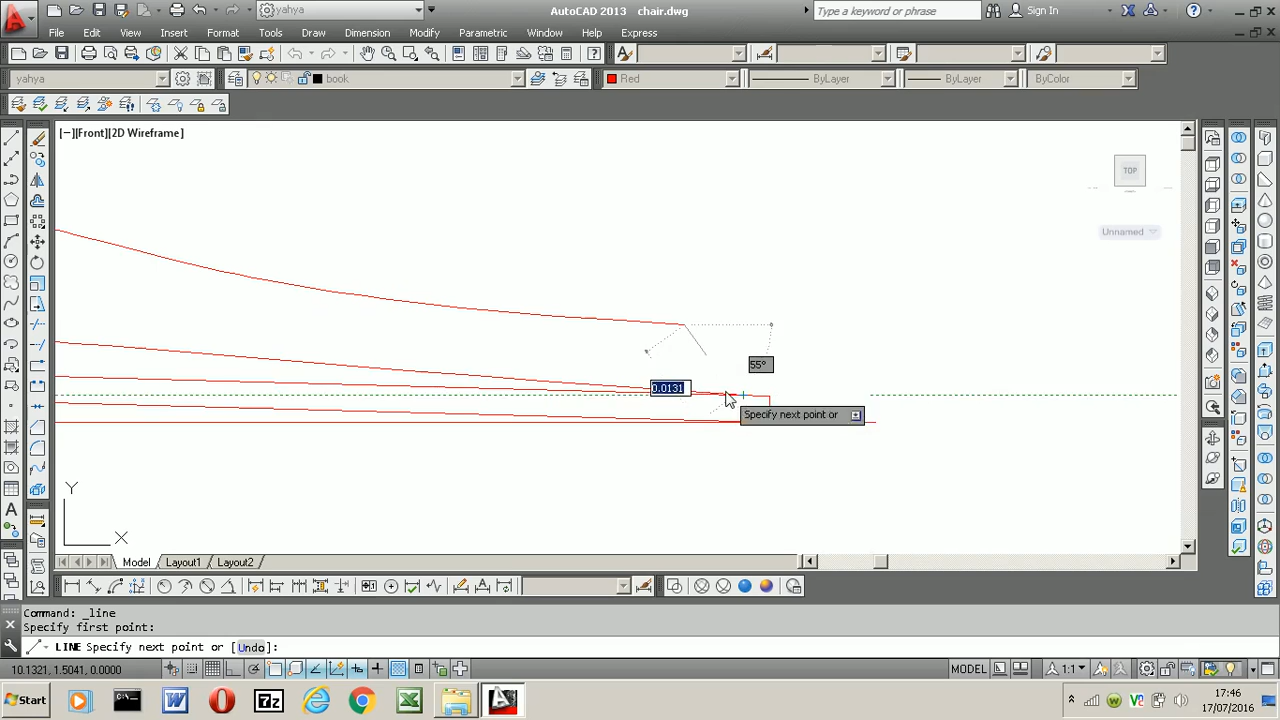 yahya
AutoCAD 2013 chair.dwg
Type a keyword or phrase
Sign In
File Edit View Insert Format Tools Draw Dimension Modify Parametric Window Help Express
yahya
book
Red
ByLayer
ByLayer
ByColor
[−][Front][2D Wireframe]
TOP
Unnamed
55°
0.0131
Specify next point or
Y
X
Model Layout1 Layout2
Command: _line
Specify first point:
LINE Specify next point or [Undo]:
10.1321, 1.5041, 0.0000
MODEL
1:1
Start
17:46
17/07/2016